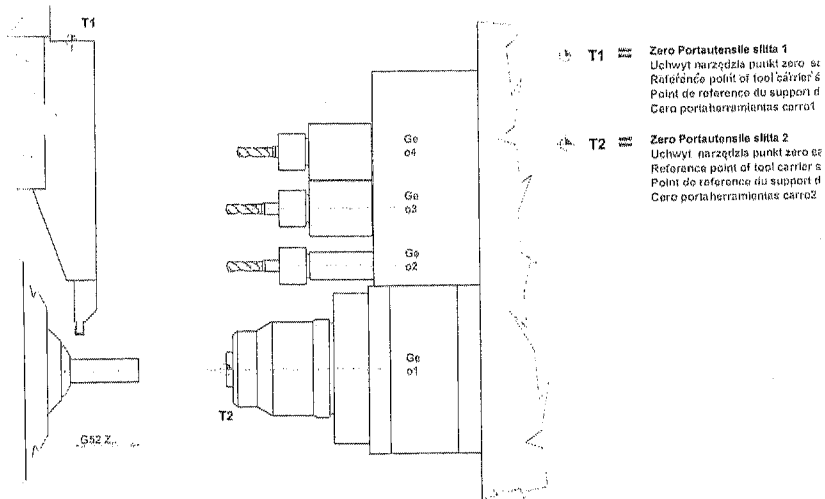 T1
T1 = Zero Portautensile slitta 1
Uchwyt narzędzia punkt zero
Reference point of tool carrier s
Point de reference du support d
Cero portaherramientas carro1
T2 = Zero Portautensile slitta 2
Uchwyt narzędzia punkt zero sa
Reference point of tool carrier s
Point de reference du support d
Cero portaherramientas carro2
Ge
o4
Ge
o3
Ge
o2
Ge
o1
T2
G52 Z